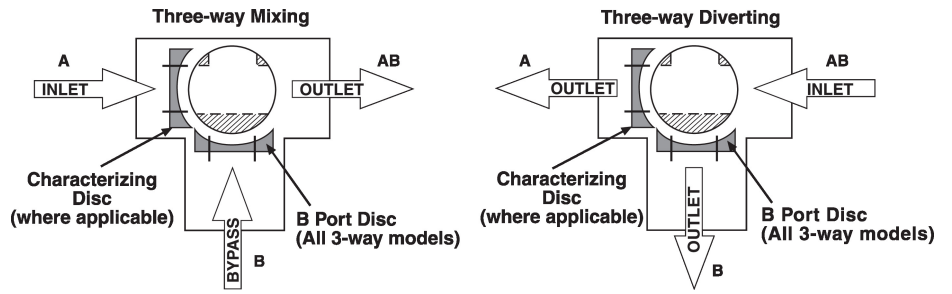 Three-way Mixing
A
INLET
AB
OUTLET
Characterizing
Disc
(where applicable)
BYPASS
B
B Port Disc
(All 3-way models)
Three-way Diverting
A
OUTLET
AB
INLET
Characterizing
Disc
(where applicable)
OUTLET
B
B Port Disc
(All 3-way models)